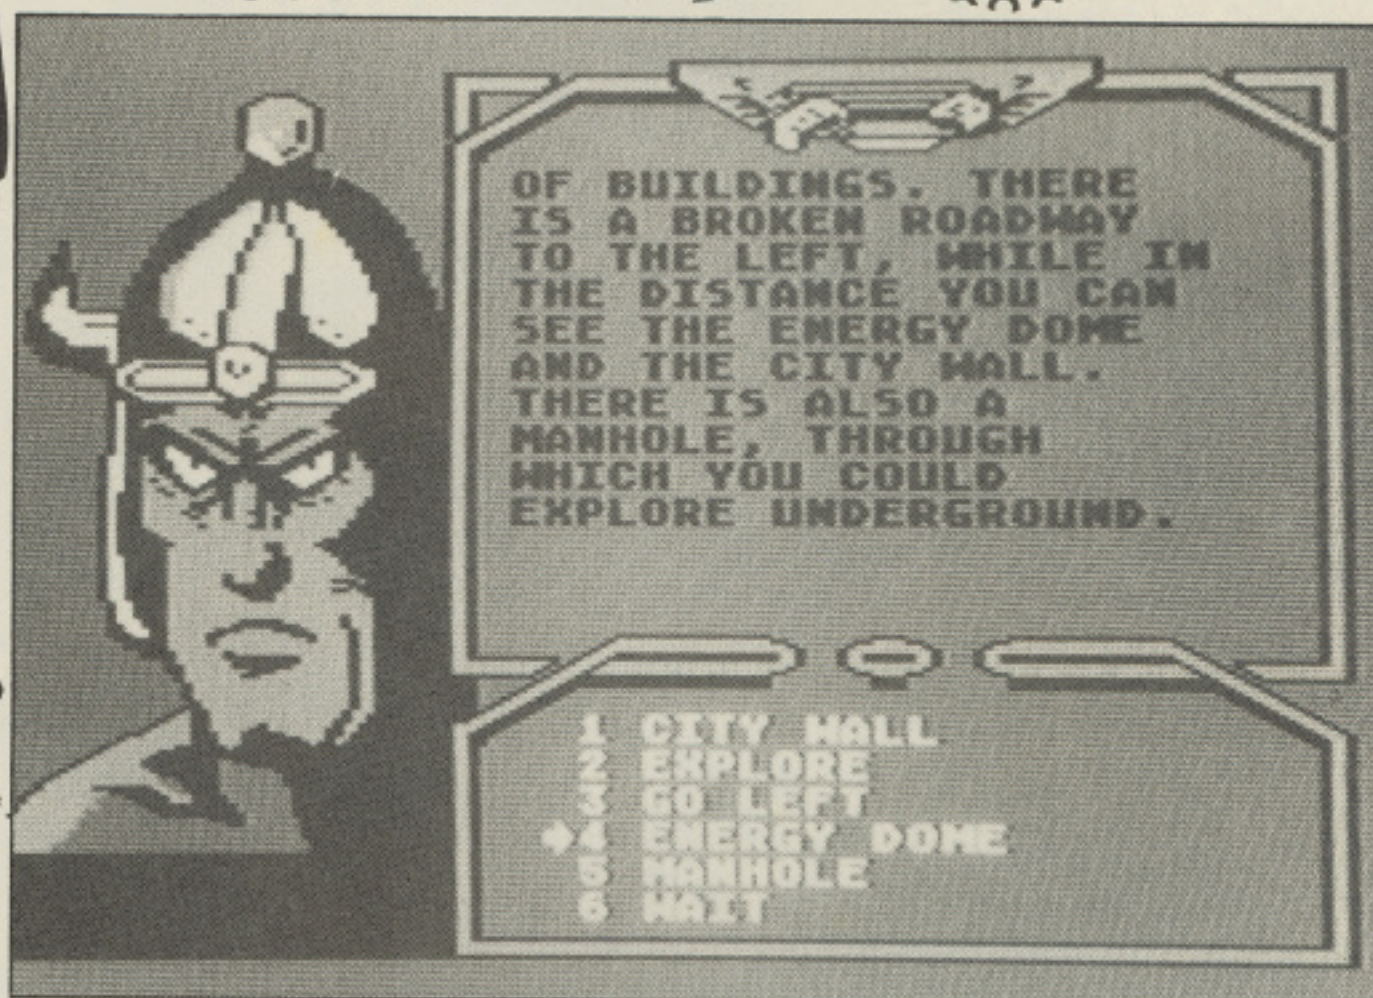 OF BUILDINGS. THERE
IS A BROKEN ROADWAY
TO THE LEFT, WHILE IN
THE DISTANCE YOU CAN
SEE THE ENERGY DOME
AND THE CITY WALL.
THERE IS ALSO A
MANHOLE, THROUGH
WHICH YOU COULD
EXPLORE UNDERGROUND.
1 CITY WALL
2 EXPLORE
3 GO LEFT
➔4 ENERGY DOME
5 MANHOLE
6 WAIT